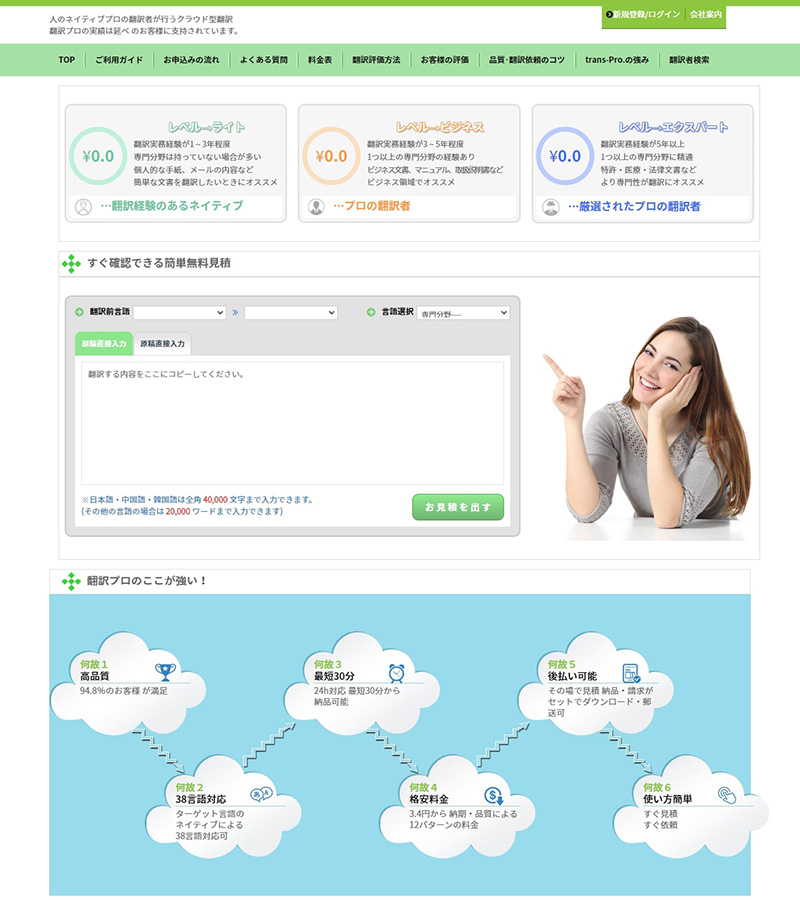 人のネイティブプロの翻訳者が行うクラウド型翻訳
翻訳プロの実績は延べ のお客様に支持されています。
新規登録/ログイン 会社案内
TOP ご利用ガイド お申込みの流れ よくある質問 料金表 翻訳評価方法 お客様の評価 品質·翻訳依頼のコツ trans-Pro.の強み 翻訳者検索
レベル→ライト
¥0.0
翻訳実務経験が1～3年程度
専門分野は持っていない場合が多い
個人的な手紙、メールの内容など
簡単な文書を翻訳したいときにオススメ
…翻訳経験のあるネイティブ
レベル→ビジネス
¥0.0
翻訳実務経験が3～5年程度
1つ以上の専門分野の経験あり
ビジネス文書、マニュアル、取扱説明書など
ビジネス領域でオススメ
…プロの翻訳者
レベル→エクスパート
¥0.0
翻訳実務経験が5年以上
1つ以上の専門分野に精通
特許・医療・法律文書など
より専門性が翻訳にオススメ
…厳選されたプロの翻訳者
すぐ確認できる簡単無料見積
翻訳前言語 » 言語選択 専門分野----
原稿直接入力 原稿直接入力
翻訳する内容をここにコピーしてください。
※日本語・中国語・韓国語は全角 40,000 文字まで入力できます。
(その他の言語の場合は 20,000 ワードまで入力できます)
お見積を出す
翻訳プロのここが強い！
何故１
高品質
94.8%のお客様 が満足
何故２
38言語対応
ターゲット言語の
ネイティブによる
38言語対応可
何故３
最短30分
24h対応 最短30分から
納品可能
何故４
格安料金
3.4円から 納期・品質による
12パターンの料金
何故５
後払い可能
その場で見積 納品・請求が
セットでダウンロード・郵
送可
何故６
使い方簡単
すぐ見積
すぐ依頼